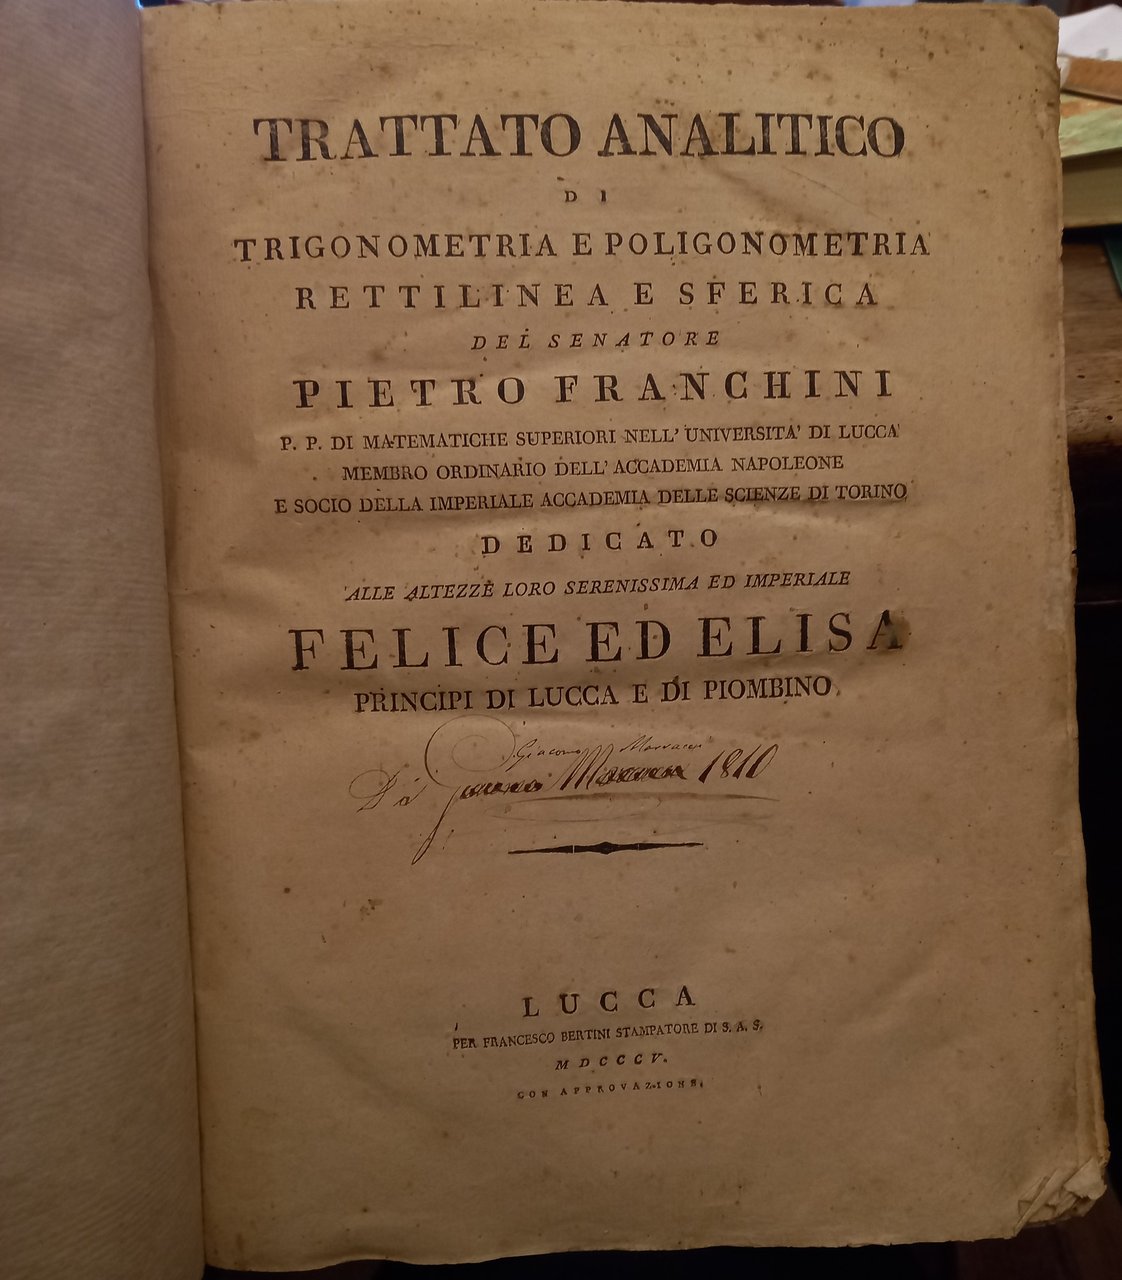 TRATTATO ANALITICO
DI
TRIGONOMETRIA E POLIGONOMETRIA
RETTILINEA E SFERICA
DEL SENATORE
PIETRO FRANCHINI
P. P. DI MATEMATICHE SUPERIORI NELL' UNIVERSITA' DI LUCCA
MEMBRO ORDINARIO DELL' ACCADEMIA NAPOLEONE
E SOCIO DELLA IMPERIALE ACCADEMIA DELLE SCIENZE DI TORINO
DEDICATO
ALLE ALTEZZE LORO SERENISSIMA ED IMPERIALE
FELICE ED ELISA
PRINCIPI DI LUCCA E DI PIOMBINO.
Giacomo
Di 1810
LUCCA
PER FRANCESCO BERTINI STAMPATORE DI S. A. S.
MDCCCV.
CON APPROVAZIONE.